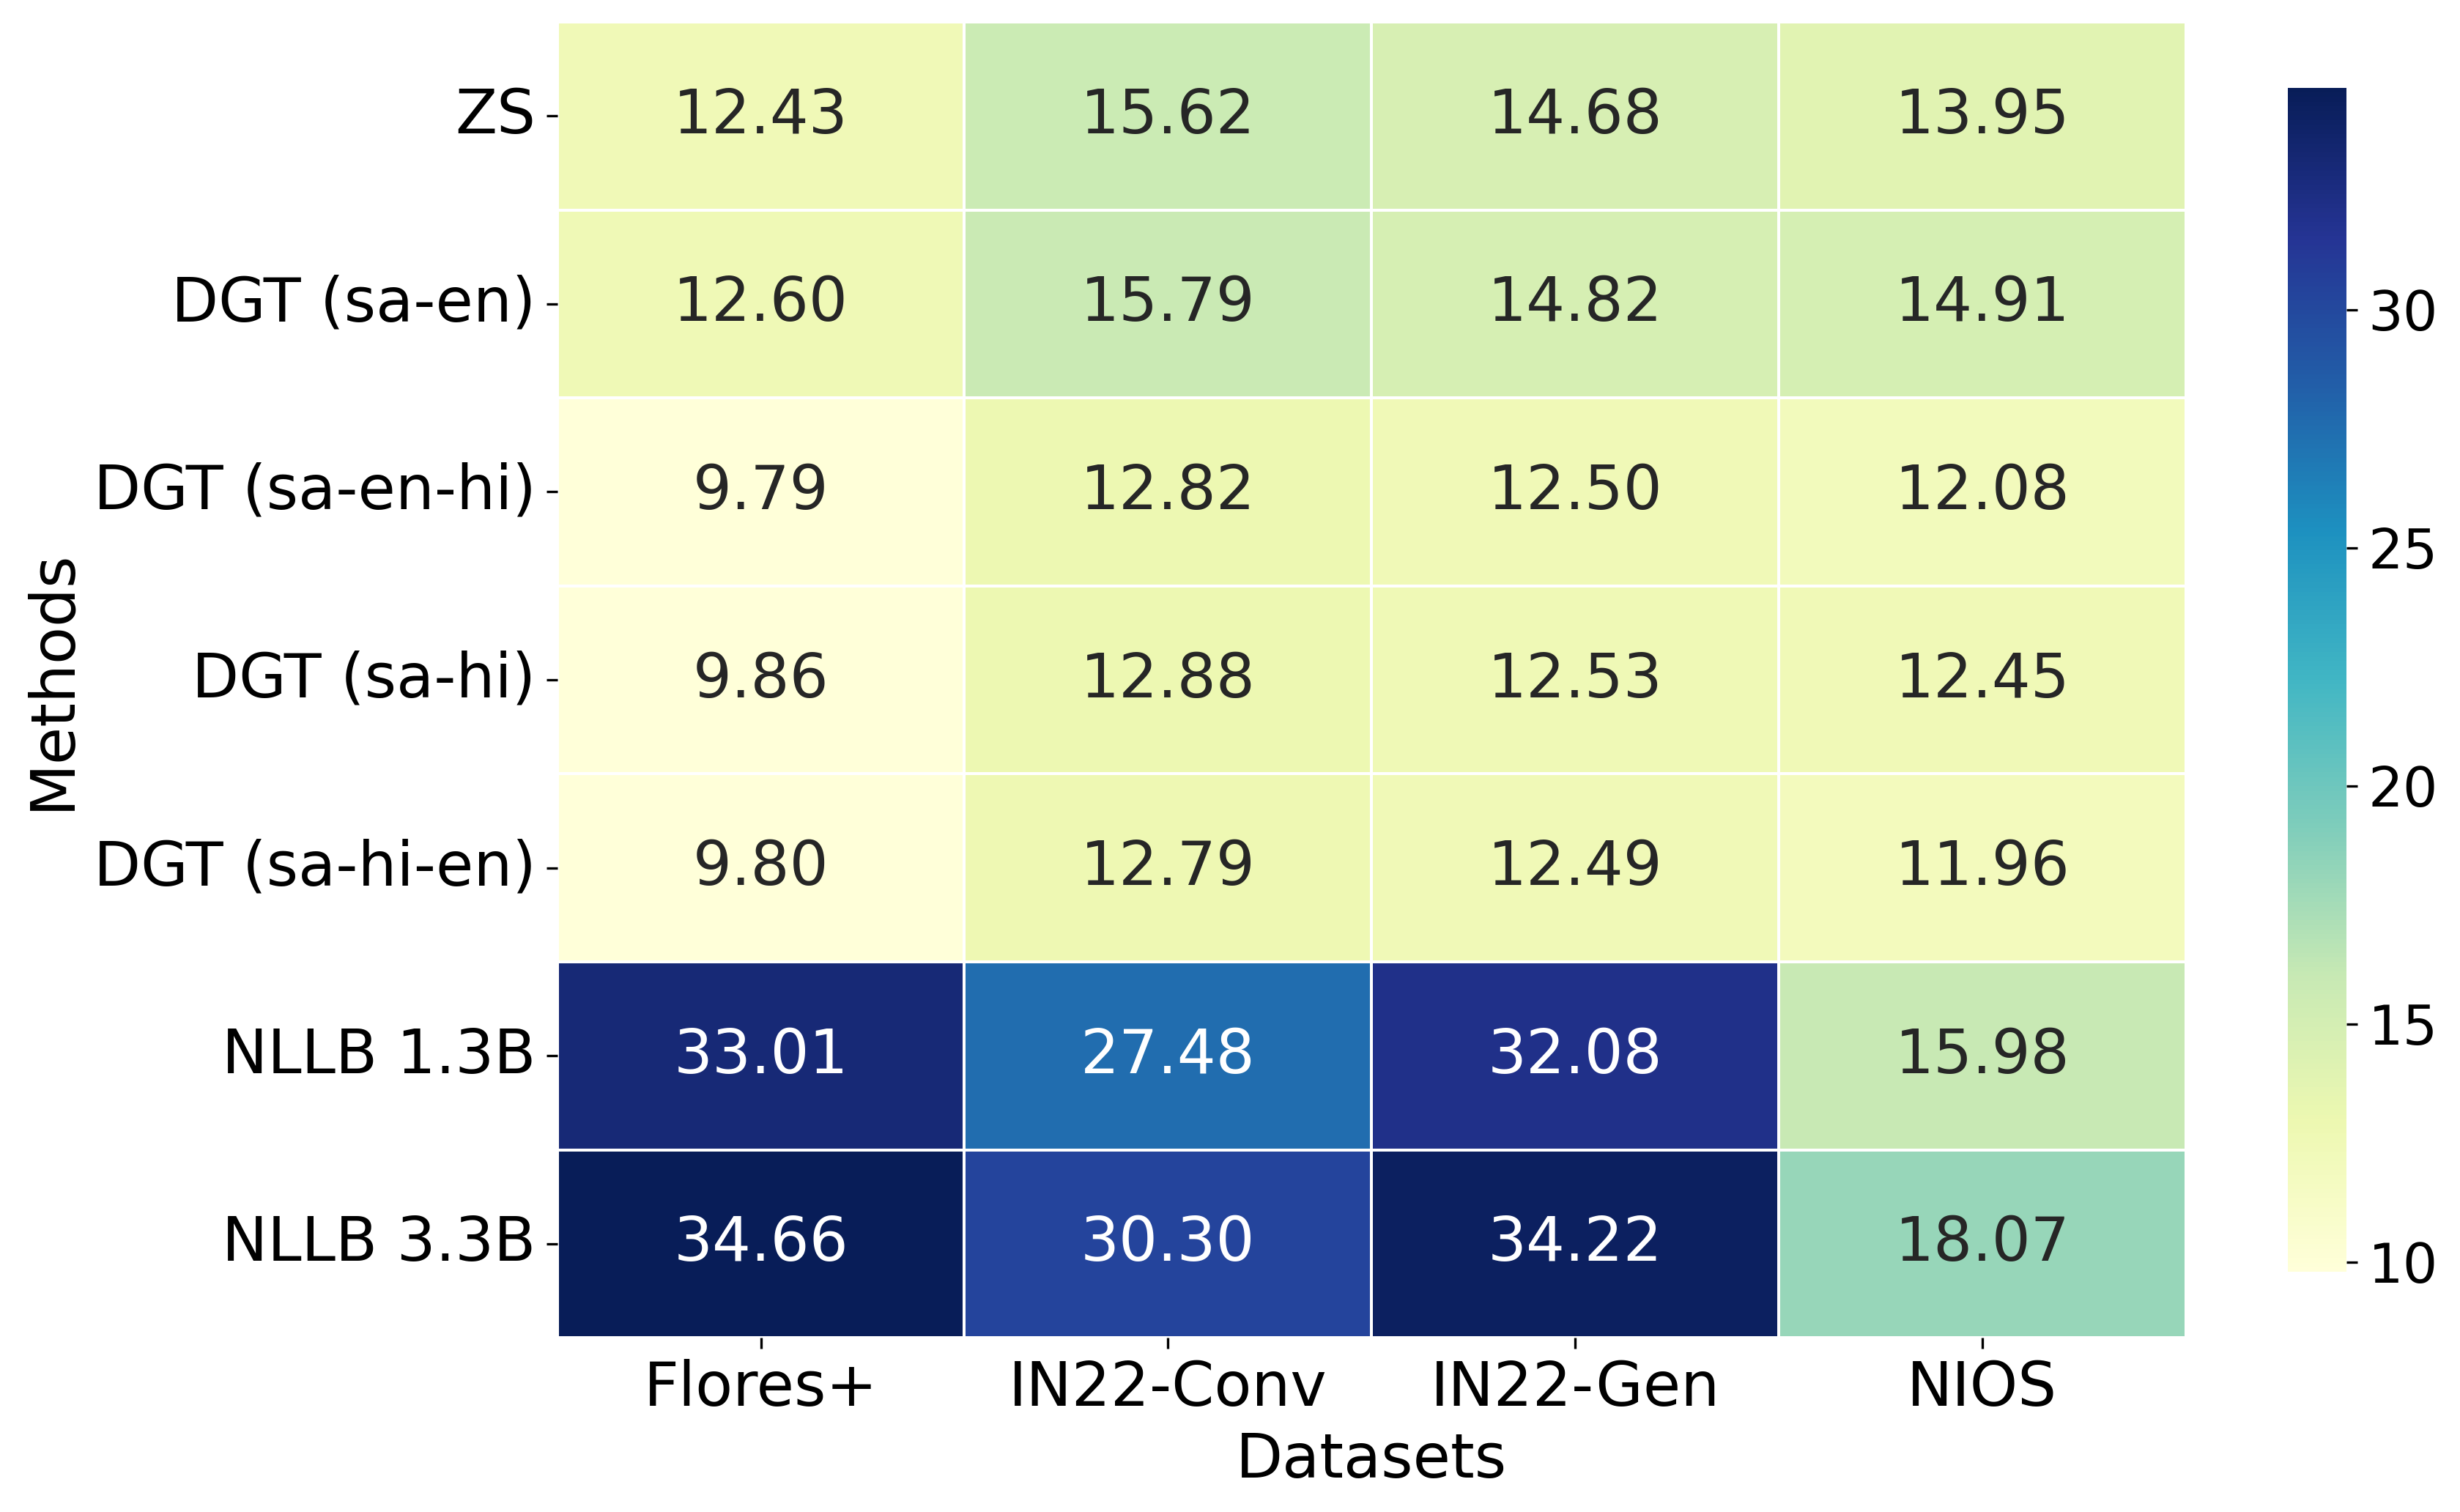 ZS 12.43 15.62 14.68 13.95
DGT (sa-en) 12.60 15.79 14.82 14.91
DGT (sa-en-hi) 9.79 12.82 12.50 12.08
DGT (sa-hi) 9.86 12.88 12.53 12.45
DGT (sa-hi-en) 9.80 12.79 12.49 11.96
NLLB 1.3B 33.01 27.48 32.08 15.98
NLLB 3.3B 34.66 30.30 34.22 18.07
Flores+ IN22-Conv IN22-Gen NIOS
Datasets
Methods
30
25
20
15
10